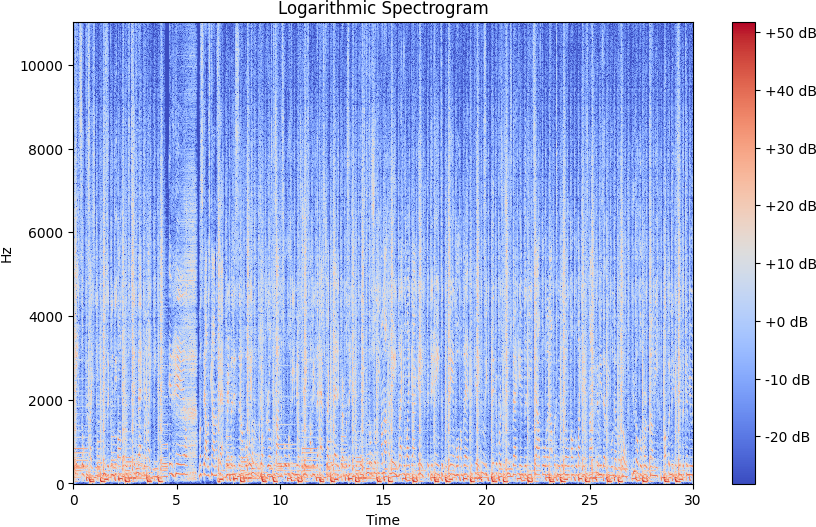 Logarithmic Spectrogram
Hz
10000
8000
6000
4000
2000
0
0 5 10 15 20 25 30
Time
+50 dB
+40 dB
+30 dB
+20 dB
+10 dB
+0 dB
-10 dB
-20 dB